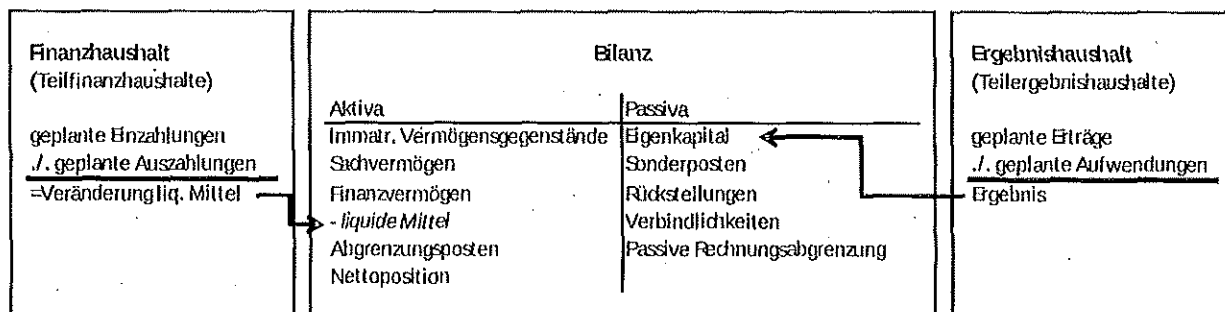 Finanzhaushalt
(Teilfinanzhaushalte)
geplante Einzahlungen
./. geplante Auszahlungen
=Veränderung liq. Mittel
Bilanz
Aktiva
Immatr. Vermögensgegenstände
Sachvermögen
Finanzvermögen
- liquide Mittel
Abgrenzungsposten
Nettoposition
Passiva
Eigenkapital
Sonderposten
Rückstellungen
Verbindlichkeiten
Passive Rechnungsabgrenzung
Ergebnishaushalt
(Teilergebnishaushalte)
geplante Erträge
./. geplante Aufwendungen
Ergebnis